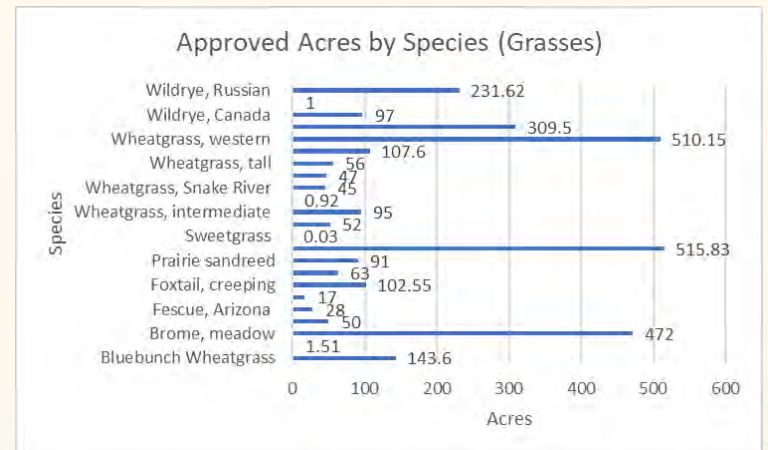 Approved Acres by Species (Grasses)
Wildrye, Russian 231.62
1
Wildrye, Canada 97
309.5
Wheatgrass, western 510.15
107.6
Wheatgrass, tall 56
47
Wheatgrass, Snake River 45
0.92
Wheatgrass, intermediate 95
52
Sweetgrass 0.03
515.83
Prairie sandreed 91
63
Foxtail, creeping 102.55
17
Fescue, Arizona 28
50
Brome, meadow 472
1.51
Bluebunch Wheatgrass 143.6
0 100 200 300 400 500 600
Acres
Species